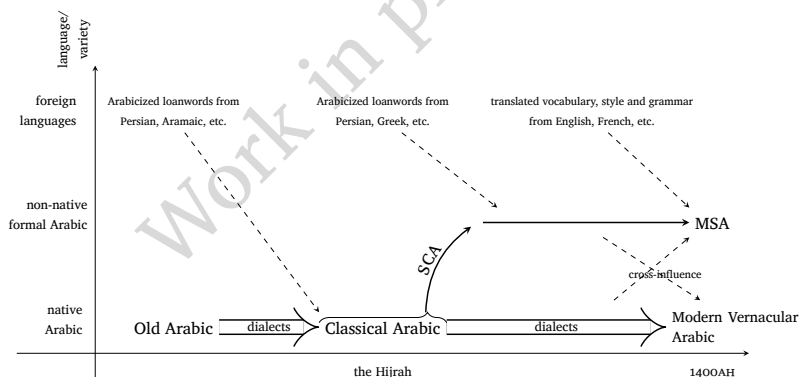 language/
variety
foreign
languages
Arabicized loanwords from
Persian, Aramaic, etc.
Arabicized loanwords from
Persian, Greek, etc.
translated vocabulary, style and grammar
from English, French, etc.
non-native
formal Arabic
MSA
SCA
cross-influence
native
Arabic
Old Arabic
dialects
Classical Arabic
dialects
Modern Vernacular
Arabic
the Hijrah
1400AH
Work in p